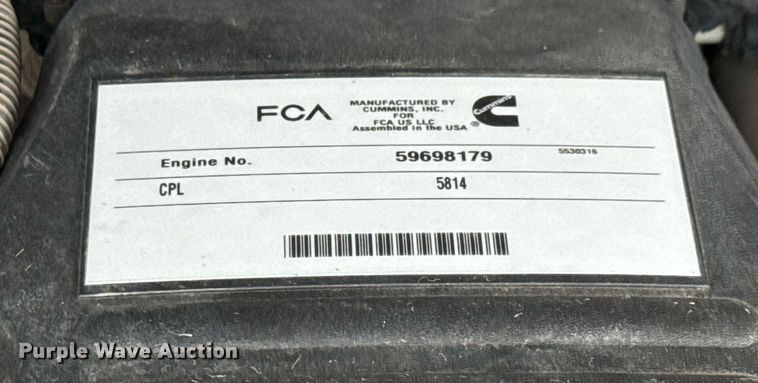 FCA
MANUFACTURED BY
CUMMINS, INC.
FOR
FCA US LLC
Assembled in the USA
Cummins
®
Engine No. 59698179 5530316
CPL 5814
Purple Wave Auction